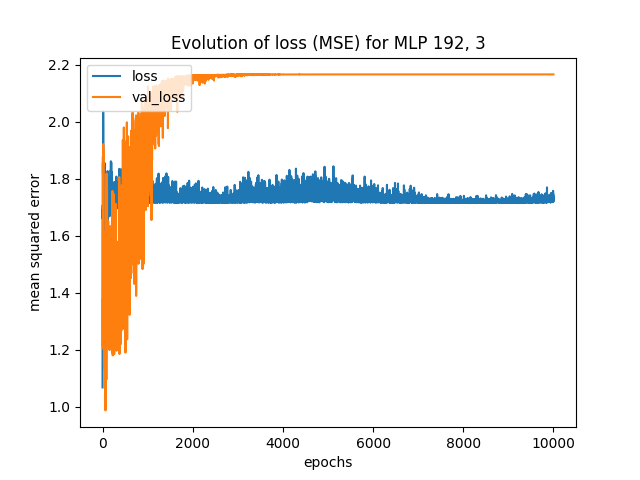 Evolution of loss (MSE) for MLP 192, 3
loss
val_loss
2.2
2.0
1.8
1.6
1.4
1.2
1.0
mean squared error
0 2000 4000 6000 8000 10000
epochs